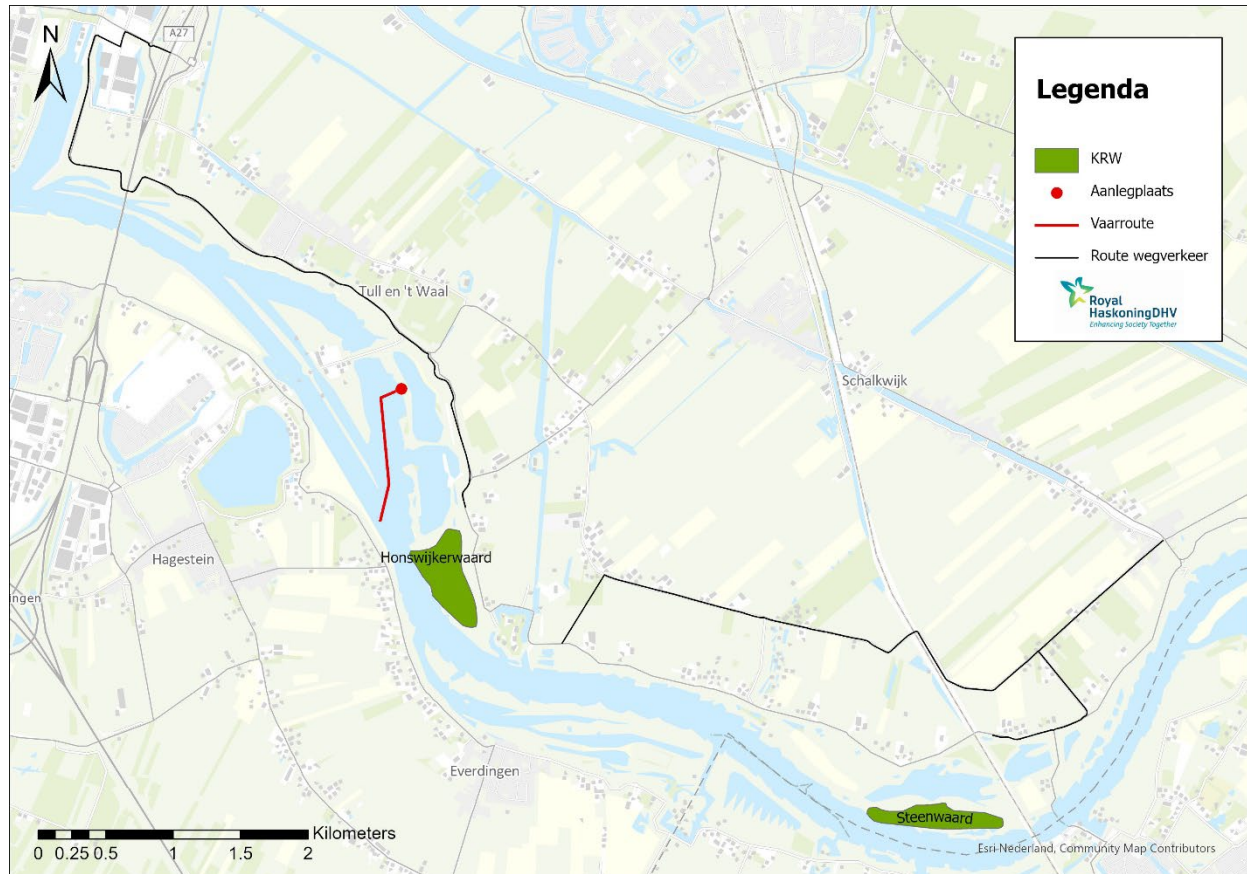 N
A27
Legenda
KRW
Aanlegplaats
Vaarroute
Route wegverkeer
Royal
HaskoningDHV
Enhancing Society Together
Tull en 't Waal
Schalkwijk
Hagestein
Honswijkerwaard
ingen
Everdingen
Steenwaard
Kilometers
0 0.25 0.5 1 1.5 2
Esri Nederland, Community Map Contributors